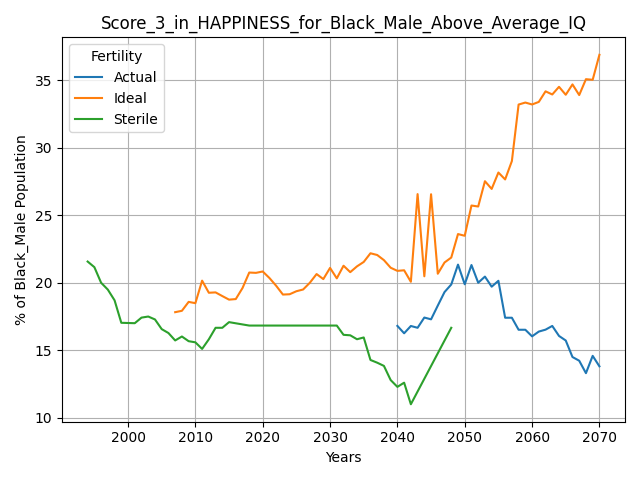 Score_3_in_HAPPINESS_for_Black_Male_Above_Average_IQ
Fertility
Actual
Ideal
Sterile
% of Black_Male Population
35
30
25
20
15
10
2000 2010 2020 2030 2040 2050 2060 2070
Years